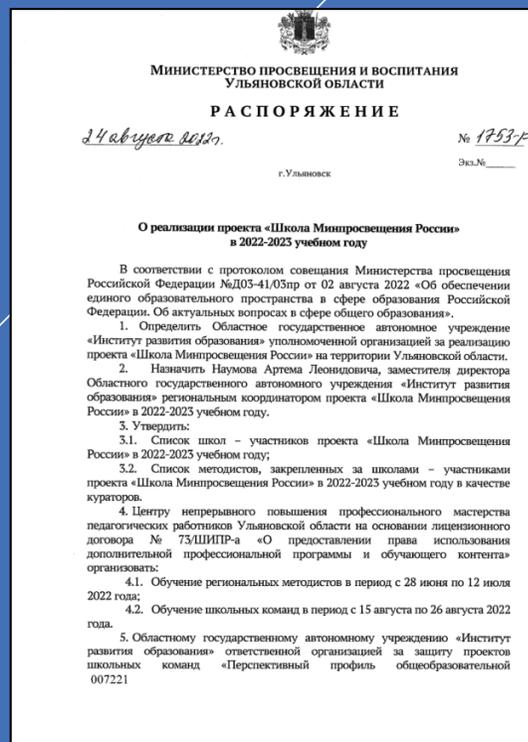 МИНИСТЕРСТВО ПРОСВЕЩЕНИЯ И ВОСПИТАНИЯ
УЛЬЯНОВСКОЙ ОБЛАСТИ
РАСПОРЯЖЕНИЕ
24 августа 2022г.
№ 1753-р
Экз.№
г.Ульяновск
О реализации проекта «Школа Минпросвещения России»
в 2022-2023 учебном году
В соответствии с протоколом совещания Министерства просвещения
Российской Федерации №Д03-41/03пр от 02 августа 2022 «Об обеспечении
единого образовательного пространства в сфере образования Российской
Федерации. Об актуальных вопросах в сфере общего образования».
1. Определить Областное государственное автономное учреждение
«Институт развития образования» уполномоченной организацией за реализацию
проекта «Школа Минпросвещения России» на территории Ульяновской области.
2. Назначить Наумова Артема Леонидовича, заместителя директора
Областного государственного автономного учреждения «Институт развития
образования» региональным координатором проекта «Школа Минпросвещения
России» в 2022-2023 учебном году.
3. Утвердить:
3.1. Список школ – участников проекта «Школа Минпросвещения
России» в 2022-2023 учебном году;
3.2. Список методистов, закрепленных за школами – участниками
проекта «Школа Минпросвещения России» в 2022-2023 учебном году в качестве
кураторов.
4. Центру непрерывного повышения профессионального мастерства
педагогических работников Ульяновской области на основании лицензионного
договора № 73/ШИПР-а «О предоставлении права использования
дополнительной профессиональной программы и обучающего контента»
организовать:
4.1. Обучение региональных методистов в период с 28 июня по 12 июля
2022 года;
4.2. Обучение школьных команд в период с 15 августа по 26 августа 2022
года.
5. Областному государственному автономному учреждению «Институт
развития образования» ответственной организацией за защиту проектов
школьных команд «Перспективный профиль общеобразовательной
007221